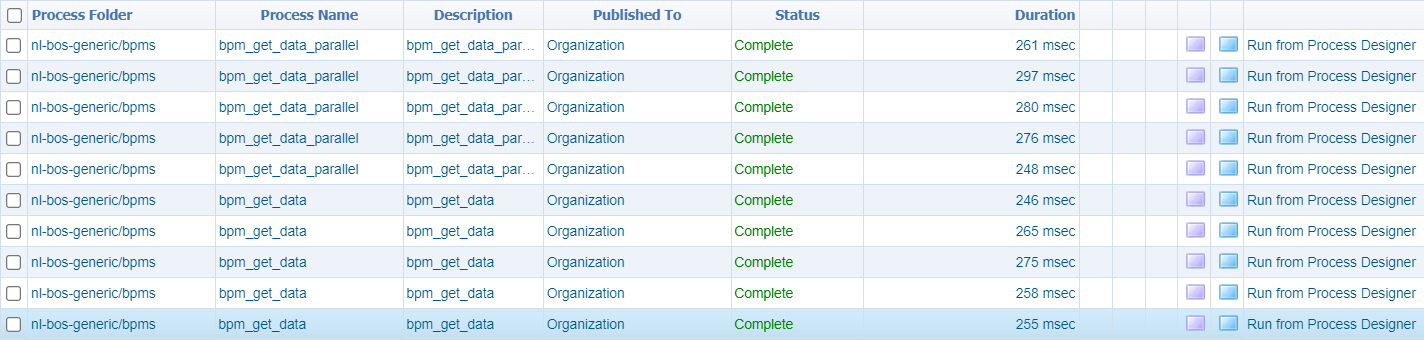 Process Folder Process Name Description Published To Status Duration
nl-bos-generic/bpms bpm_get_data_parallel bpm_get_data_par... Organization Complete 261 msec Run from Process Designer
nl-bos-generic/bpms bpm_get_data_parallel bpm_get_data_par... Organization Complete 297 msec Run from Process Designer
nl-bos-generic/bpms bpm_get_data_parallel bpm_get_data_par... Organization Complete 280 msec Run from Process Designer
nl-bos-generic/bpms bpm_get_data_parallel bpm_get_data_par... Organization Complete 276 msec Run from Process Designer
nl-bos-generic/bpms bpm_get_data_parallel bpm_get_data_par... Organization Complete 248 msec Run from Process Designer
nl-bos-generic/bpms bpm_get_data bpm_get_data Organization Complete 246 msec Run from Process Designer
nl-bos-generic/bpms bpm_get_data bpm_get_data Organization Complete 265 msec Run from Process Designer
nl-bos-generic/bpms bpm_get_data bpm_get_data Organization Complete 275 msec Run from Process Designer
nl-bos-generic/bpms bpm_get_data bpm_get_data Organization Complete 258 msec Run from Process Designer
nl-bos-generic/bpms bpm_get_data bpm_get_data Organization Complete 255 msec Run from Process Designer